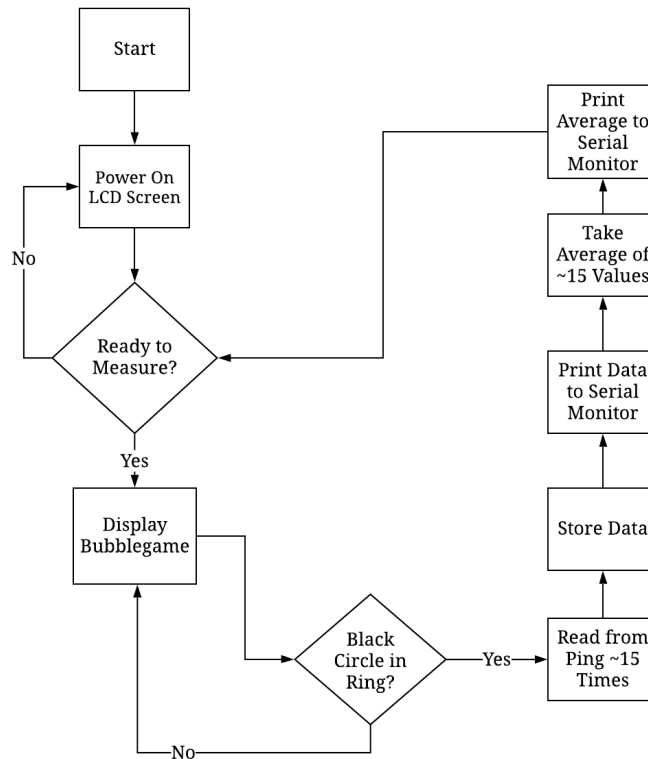 Start
Power On
LCD Screen
No
Ready to
Measure?
Yes
Display
Bubblegame
Black
Circle in
Ring?
No
Yes
Read from
Ping ~15
Times
Store Data
Print Data
to Serial
Monitor
Take
Average of
~15 Values
Print
Average to
Serial
Monitor